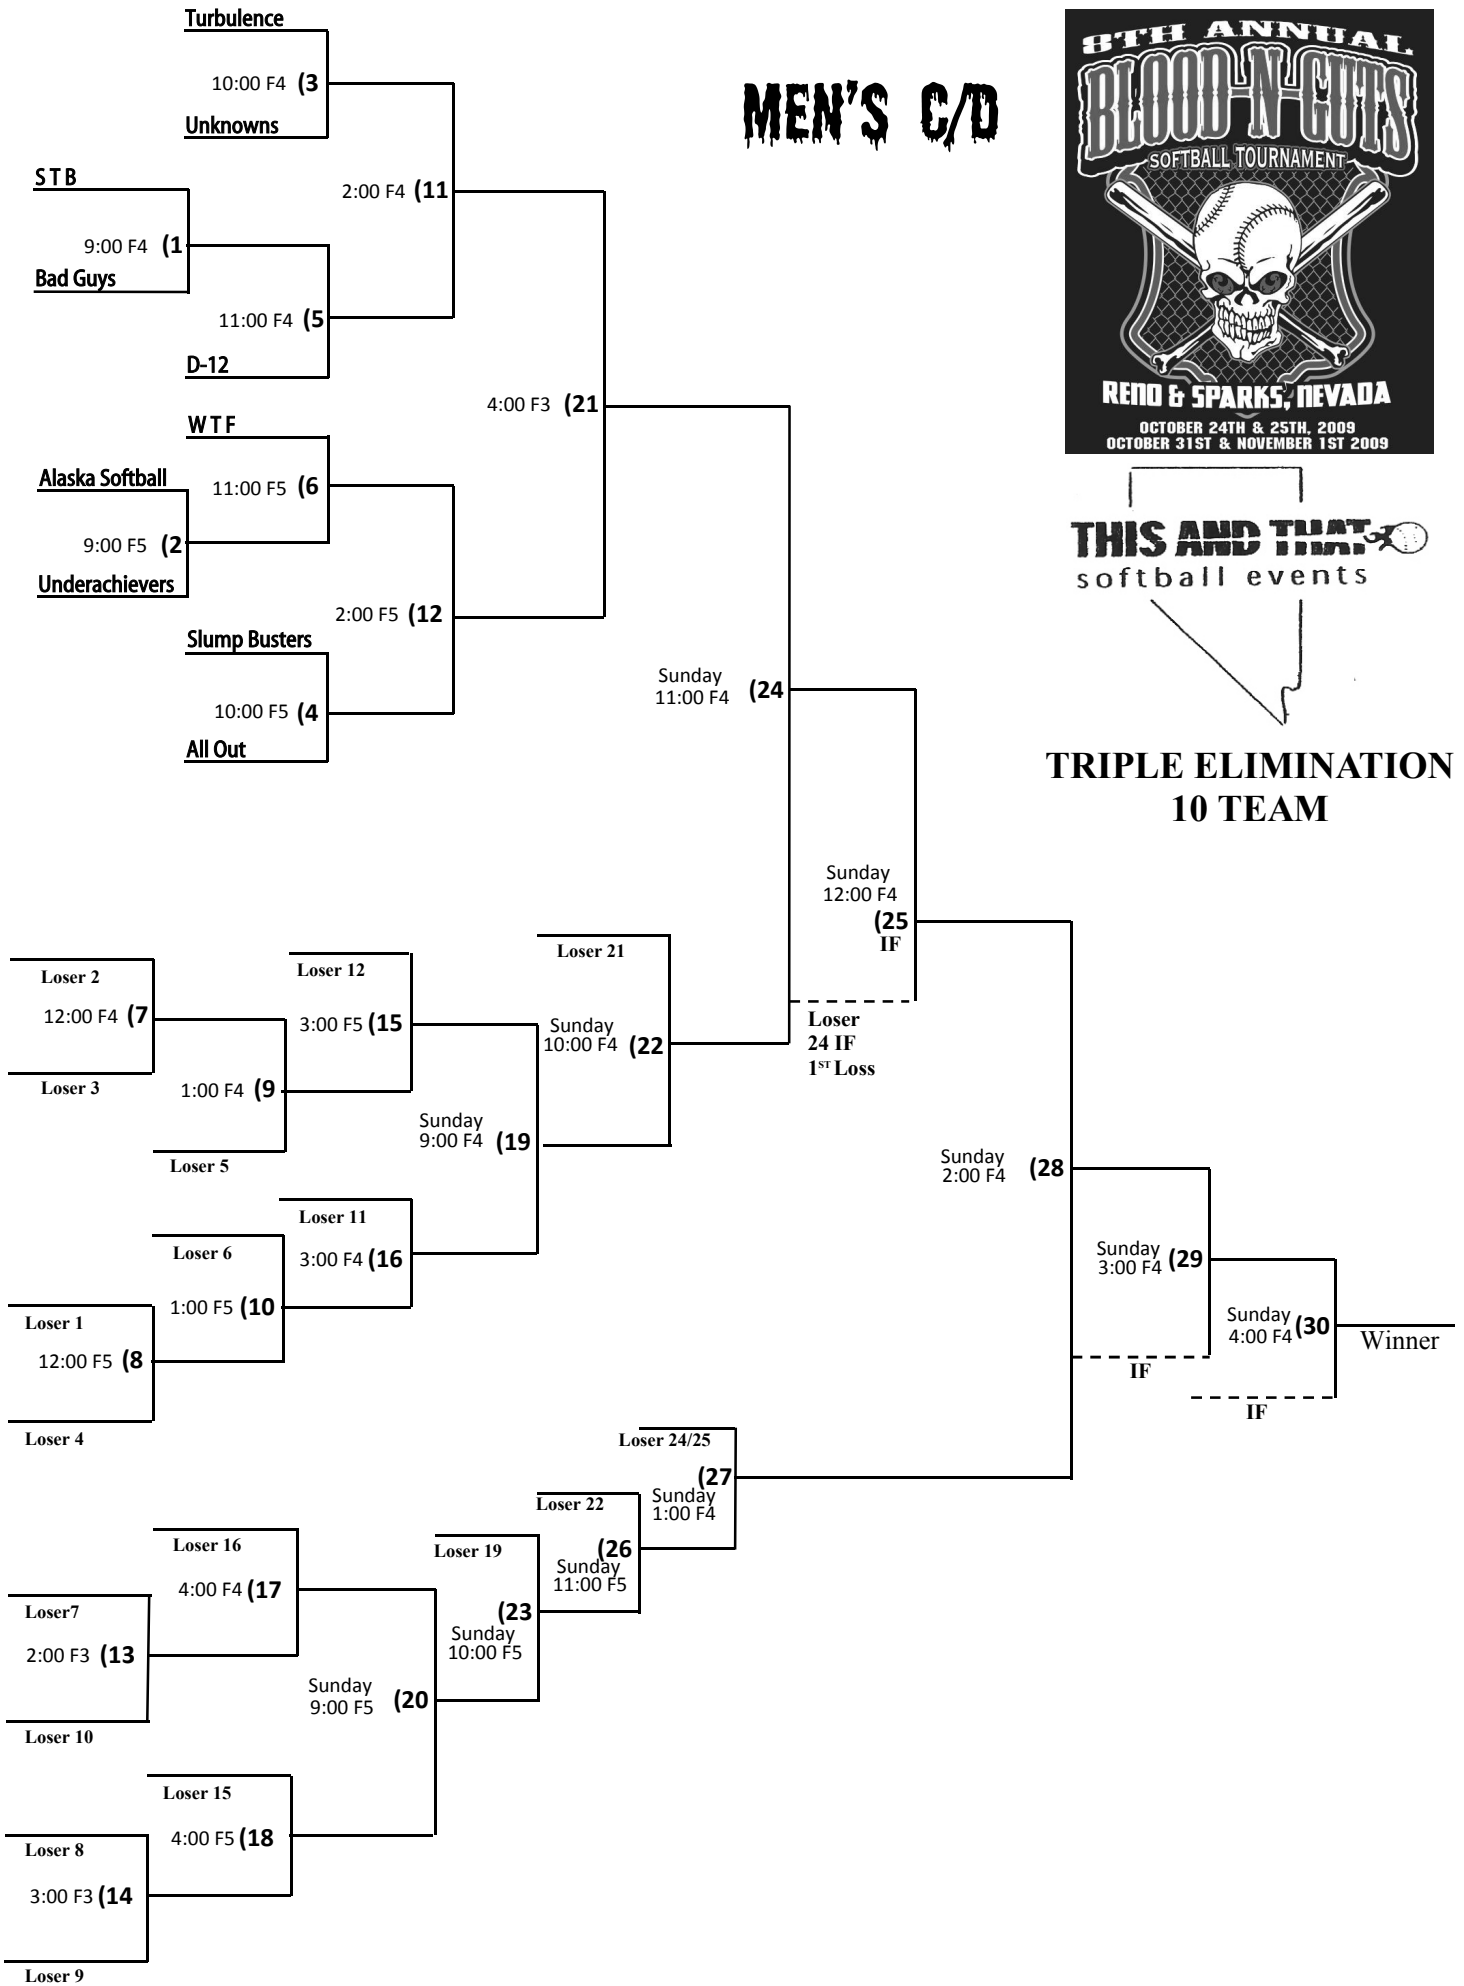 Turbulence
10:00 F4 (3
Unknowns
STB
9:00 F4 (1
Bad Guys
2:00 F4 (11
11:00 F4 (5
D-12
4:00 F3 (21
WTF
Alaska Softball
11:00 F5 (6
9:00 F5 (2
Underachievers
2:00 F5 (12
Slump Busters
10:00 F5 (4
All Out
MEN'S C/D
8TH ANNUAL
BLOOD-N-GUTS
SOFTBALL TOURNAMENT
RENO & SPARKS, NEVADA
OCTOBER 24TH & 25TH, 2009
OCTOBER 31ST & NOVEMBER 1ST 2009
THIS AND THAT
softball events
TRIPLE ELIMINATION
10 TEAM
Sunday
11:00 F4 (24
Sunday
12:00 F4
(25
IF
Loser
24 IF
1ST Loss
Loser 21
Sunday
10:00 F4 (22
Loser 2
12:00 F4 (7
Loser 3
Loser 12
3:00 F5 (15
1:00 F4 (9
Loser 5
Sunday
9:00 F4 (19
Loser 11
3:00 F4 (16
Loser 6
1:00 F5 (10
Loser 1
12:00 F5 (8
Loser 4
Sunday
2:00 F4 (28
Sunday
3:00 F4 (29
IF
Sunday
4:00 F4 (30
IF
Winner
Loser 24/25
(27
Sunday
1:00 F4
Loser 22
(26
Sunday
11:00 F5
Loser 19
(23
Sunday
10:00 F5
Loser 16
4:00 F4 (17
Loser7
2:00 F3 (13
Loser 10
Sunday
9:00 F5 (20
Loser 15
4:00 F5 (18
Loser 8
3:00 F3 (14
Loser 9